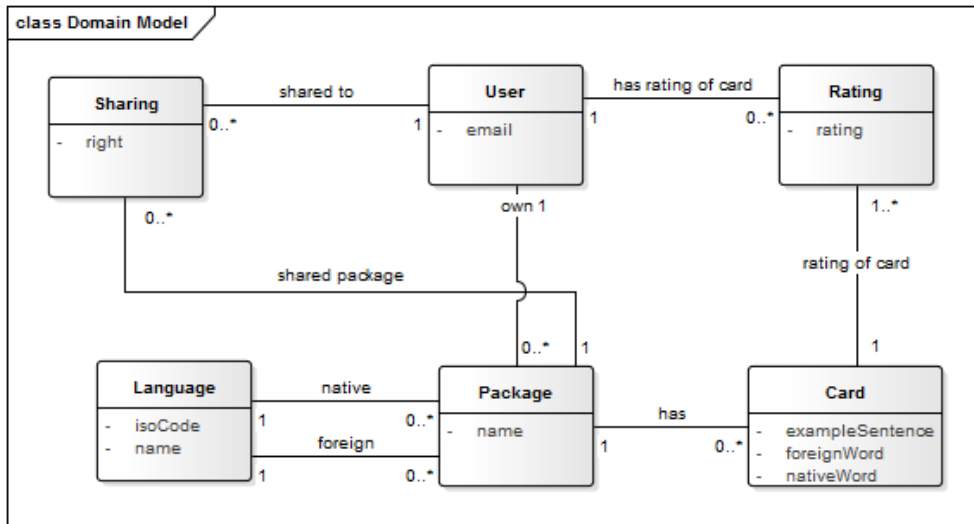 class Domain Model
Sharing
- right
shared to
0..*
1
User
- email
has rating of card
1
0..*
Rating
- rating
0..*
own 1
1..*
shared package
rating of card
0..*
1
1
Language
- isoCode
- name
native
1
0..*
foreign
1
0..*
Package
- name
has
1
0..*
Card
- exampleSentence
- foreignWord
- nativeWord